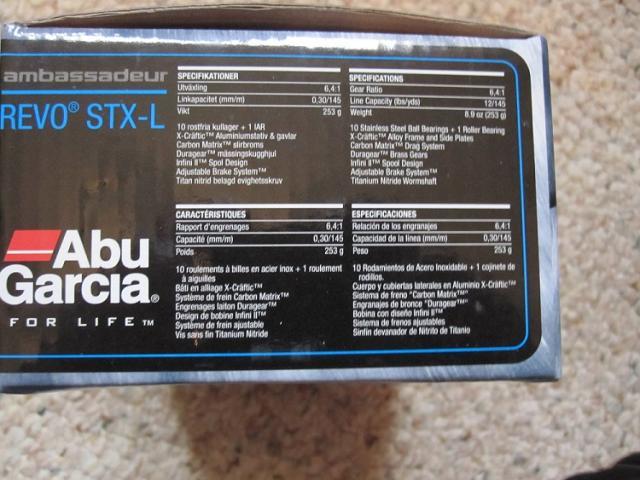 ambassadeur
REVO® STX-L
Abu
Garcia®
FOR LIFE™
SPECIFIKATIONER
Utväxling 6,4:1
Linkapacitet (mm/m) 0,30/145
Vikt 253 g
10 rostfria kullager + 1 IAR
X-Cräftic™ Aluminiumstativ & gavlar
Carbon Matrix™ slirbroms
Duragear™ mässingskugghjul
Infini II™ Spool Design
Adjustable Brake System™
Titan nitrid belagd evighetsskruv
SPECIFICATIONS
Gear Ratio 6.4:1
Line Capacity (lbs/yds) 12/145
Weight 8.9 oz (253 g)
10 Stainless Steel Ball Bearings + 1 Roller Bearing
X-Cräftic™ Alloy Frame and Side Plates
Carbon Matrix™ Drag System
Duragear™ Brass Gears
Infini II™ Spool Design
Adjustable Brake System™
Titanium Nitride Wormshaft
CARACTÉRISTIQUES
Rapport d'engrenages 6,4:1
Capacité (mm/m) 0,30/145
Poids 253 g
10 roulements à billes en acier inox + 1 roulement
à aiguilles
Bâti en alliage X-Cräftic™
Système de frein Carbon Matrix™
Engrenages laiton Duragear™
Design de bobine Infini II™
Système de frein ajustable
Vis sans fin Titanium Nitride
ESPECIFICACIONES
Relación de los engranajes 6,4:1
Capacidad de la línea (mm/m) 0,30/145
Peso 253 g
10 Rodamientos de Acero Inoxidable + 1 cojinete de
rodillos.
Cuerpo y cubiertas laterales en Aluminio X-Cräftic™
Sistema de freno "Carbon Matrix™"
Engranajes de bronce "Duragear™"
Bobina con diseño Infini II™
Sistema de frenos ajustables
Sinfin devanador de Nitrito de Titanio